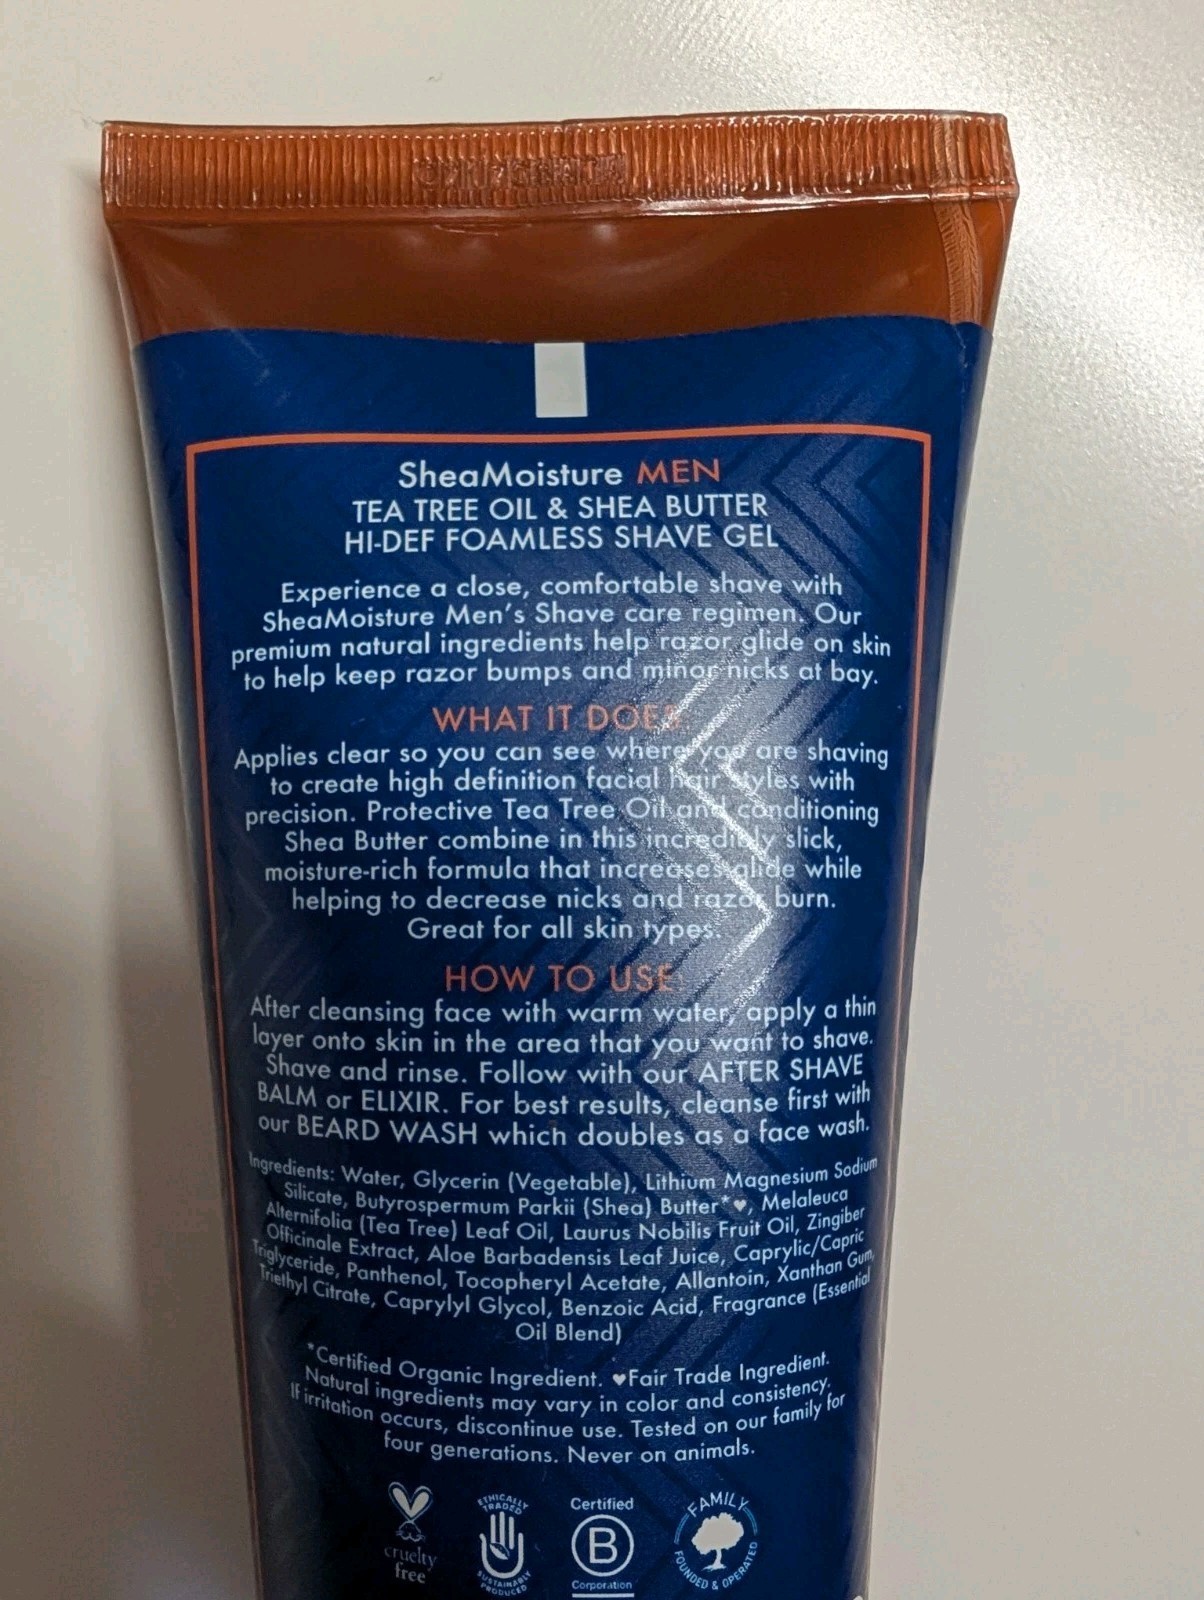 SheaMoisture MEN
TEA TREE OIL & SHEA BUTTER
HI-DEF FOAMLESS SHAVE GEL
Experience a close, comfortable shave with
SheaMoisture Men's Shave care regimen. Our
premium natural ingredients help razor glide on skin
to help keep razor bumps and minor nicks at bay.
WHAT IT DOES:
Applies clear so you can see where you are shaving
to create high definition facial hair styles with
precision. Protective Tea Tree Oil and conditioning
Shea Butter combine in this incredibly slick,
moisture-rich formula that increases glide while
helping to decrease nicks and razor burn.
Great for all skin types.
HOW TO USE
After cleansing face with warm water, apply a thin
layer onto skin in the area that you want to shave.
Shave and rinse. Follow with our AFTER SHAVE
BALM or ELIXIR. For best results, cleanse first with
our BEARD WASH which doubles as a face wash.
Ingredients: Water, Glycerin (Vegetable), Lithium Magnesium Sodium
Silicate, Butyrospermum Parkii (Shea) Butter*♥, Melaleuca
Alternifolia (Tea Tree) Leaf Oil, Laurus Nobilis Fruit Oil, Zingiber
Officinale Extract, Aloe Barbadensis Leaf Juice, Caprylic/Capric
Triglyceride, Panthenol, Tocopheryl Acetate, Allantoin, Xanthan Gum,
Triethyl Citrate, Caprylyl Glycol, Benzoic Acid, Fragrance (Essential
Oil Blend)
*Certified Organic Ingredient. ♥Fair Trade Ingredient.
Natural ingredients may vary in color and consistency.
If irritation occurs, discontinue use. Tested on our family for
four generations. Never on animals.
cruelty
free
ETHICALLY
TRADED
SUSTAINABLY
PRODUCED
Certified
B
Corporation
FAMILY
FOUNDED & OPERATED